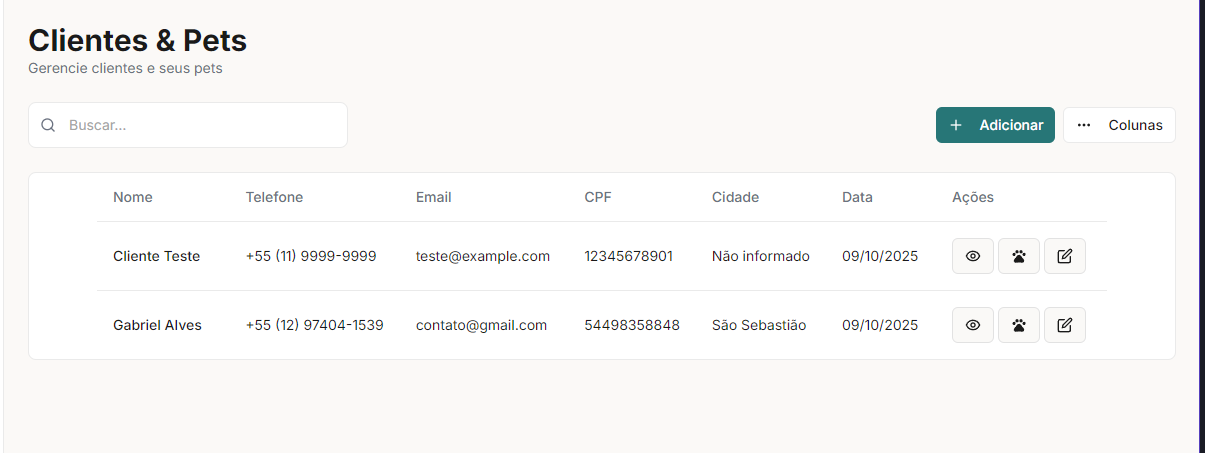 Clientes & Pets
Gerencie clientes e seus pets
Buscar...
Adicionar
Colunas
Nome Telefone Email CPF Cidade Data Ações
Cliente Teste +55 (11) 9999-9999 teste@example.com 12345678901 Não informado 09/10/2025
Gabriel Alves +55 (12) 97404-1539 contato@gmail.com 54498358848 São Sebastião 09/10/2025